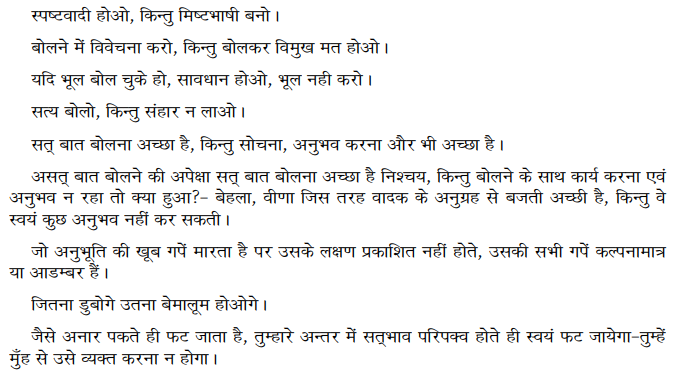 स्पष्टवादी होओ, किन्तु मिष्टभाषी बनो।
बोलने में विवेचना करो, किन्तु बोलकर विमुख मत होओ।
यदि भूल बोल चुके हो, सावधान होओ, भूल नही करो।
सत्य बोलो, किन्तु संहार न लाओ।
सत् बात बोलना अच्छा है, किन्तु सोचना, अनुभव करना और भी अच्छा है।
असत् बात बोलने की अपेक्षा सत् बात बोलना अच्छा है निश्चय, किन्तु बोलने के साथ कार्य करना एवं
अनुभव न रहा तो क्या हुआ?– बेहला, वीणा जिस तरह वादक के अनुग्रह से बजती अच्छी है, किन्तु वे
स्वयं कुछ अनुभव नहीं कर सकती।
जो अनुभूति की खूब गपें मारता है पर उसके लक्षण प्रकाशित नहीं होते, उसकी सभी गपें कल्पनामात्र
या आडम्बर हैं।
जितना डुबोगे उतना बेमालूम होओगे।
जैसे अनार पकते ही फट जाता है, तुम्हारे अन्तर में सत्‌भाव परिपक्व होते ही स्वयं फट जायेगा–तुम्हें
मुँह से उसे व्यक्त करना न होगा।